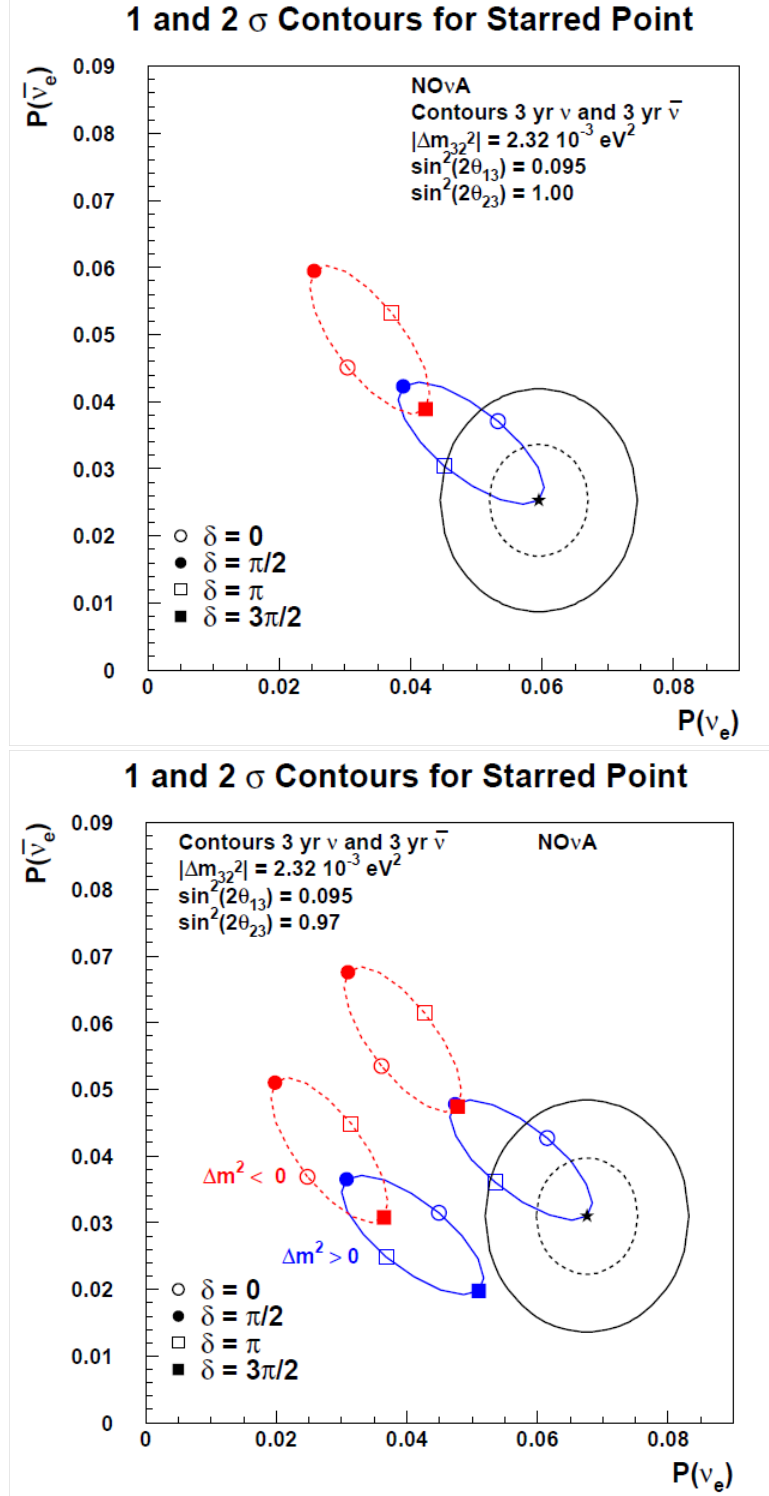 1 and 2 σ Contours for Starred Point
P(ν̅ₑ)
0.09
0.08
0.07
0.06
0.05
0.04
0.03
0.02
0.01
0
NOνA
Contours 3 yr ν and 3 yr ν̅
|Δm₃₂²| = 2.32 10⁻³ eV²
sin²(2θ₁₃) = 0.095
sin²(2θ₂₃) = 1.00
δ = 0
δ = π/2
δ = π
δ = 3π/2
0 0.02 0.04 0.06 0.08
P(νₑ)
1 and 2 σ Contours for Starred Point
P(ν̅ₑ)
0.09
0.08
0.07
0.06
0.05
0.04
0.03
0.02
0.01
0
Contours 3 yr ν and 3 yr ν̅ NOνA
|Δm₃₂²| = 2.32 10⁻³ eV²
sin²(2θ₁₃) = 0.095
sin²(2θ₂₃) = 0.97
Δm² < 0
Δm² > 0
δ = 0
δ = π/2
δ = π
δ = 3π/2
0 0.02 0.04 0.06 0.08
P(νₑ)